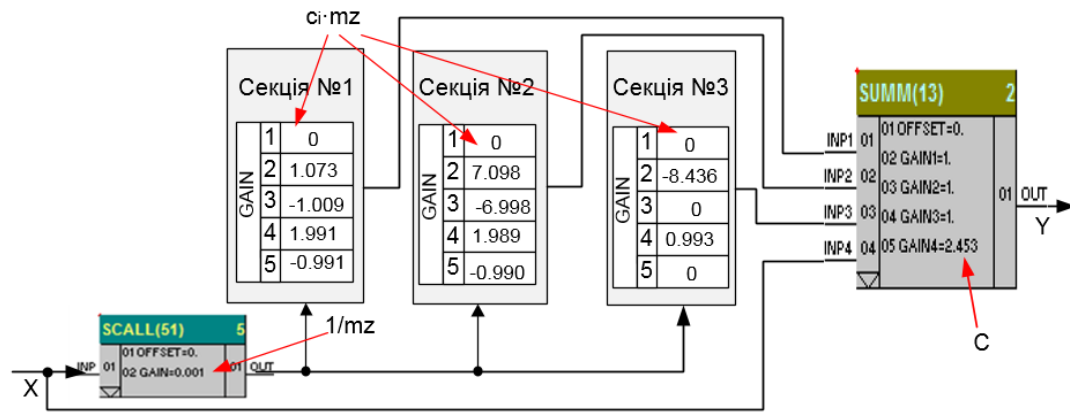 cᵢ·mz
Секція №1
GAIN
1 0
2 1.073
3 -1.009
4 1.991
5 -0.991
Секція №2
GAIN
1 0
2 7.098
3 -6.998
4 1.989
5 -0.990
Секція №3
GAIN
1 0
2 -8.436
3 0
4 0.993
5 0
SUMM(13) 2
INP1 01 01 OFFSET=0.
02 GAIN1=1.
INP2 02
03 GAIN2=1.
01 OUT
INP3 03 04 GAIN3=1.
INP4 04 05 GAIN4=2.453
Y
C
SCALL(51) 5
1/mz
INP 01 01 OFFSET=0.
02 GAIN=0.001 01 OUT
X